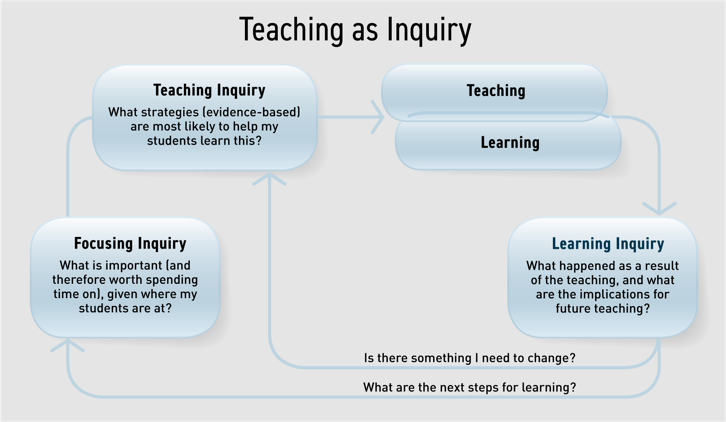 Teaching as Inquiry
Teaching Inquiry
What strategies (evidence-based)
are most likely to help my
students learn this?
Teaching
Learning
Focusing Inquiry
What is important (and
therefore worth spending
time on), given where my
students are at?
Learning Inquiry
What happened as a result
of the teaching, and what
are the implications for
future teaching?
Is there something I need to change?
What are the next steps for learning?